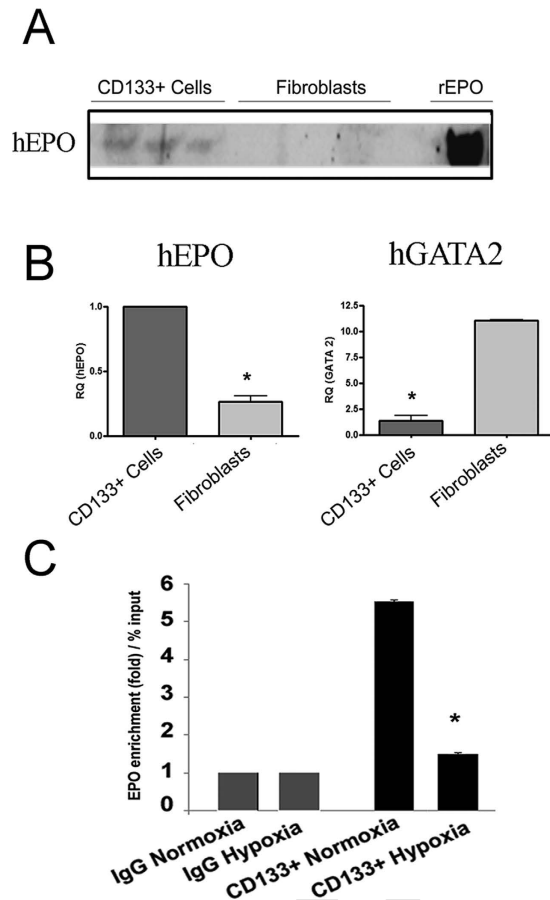 A
CD133+ Cells Fibroblasts rEPO
hEPO
B
hEPO hGATA2
RQ (hEPO)
1.0
0.5
0.0
*
CD133+ Cells
Fibroblasts
RQ (GATA 2)
12.5
10.0
7.5
5.0
2.5
0.0
*
CD133+ Cells
Fibroblasts
C
EPO enrichment (fold) / % input
6
5
4
3
2
1
0
*
IgG Normoxia
IgG Hypoxia
CD133+ Normoxia
CD133+ Hypoxia